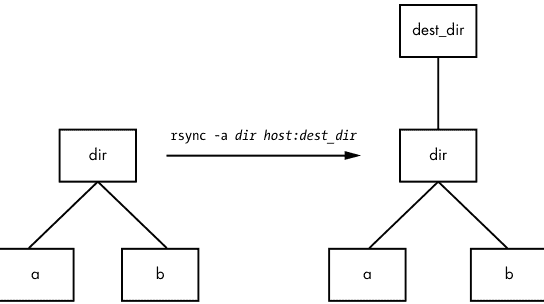 dest_dir
dir
rsync -a dir host:dest_dir
dir
a
b
a
b